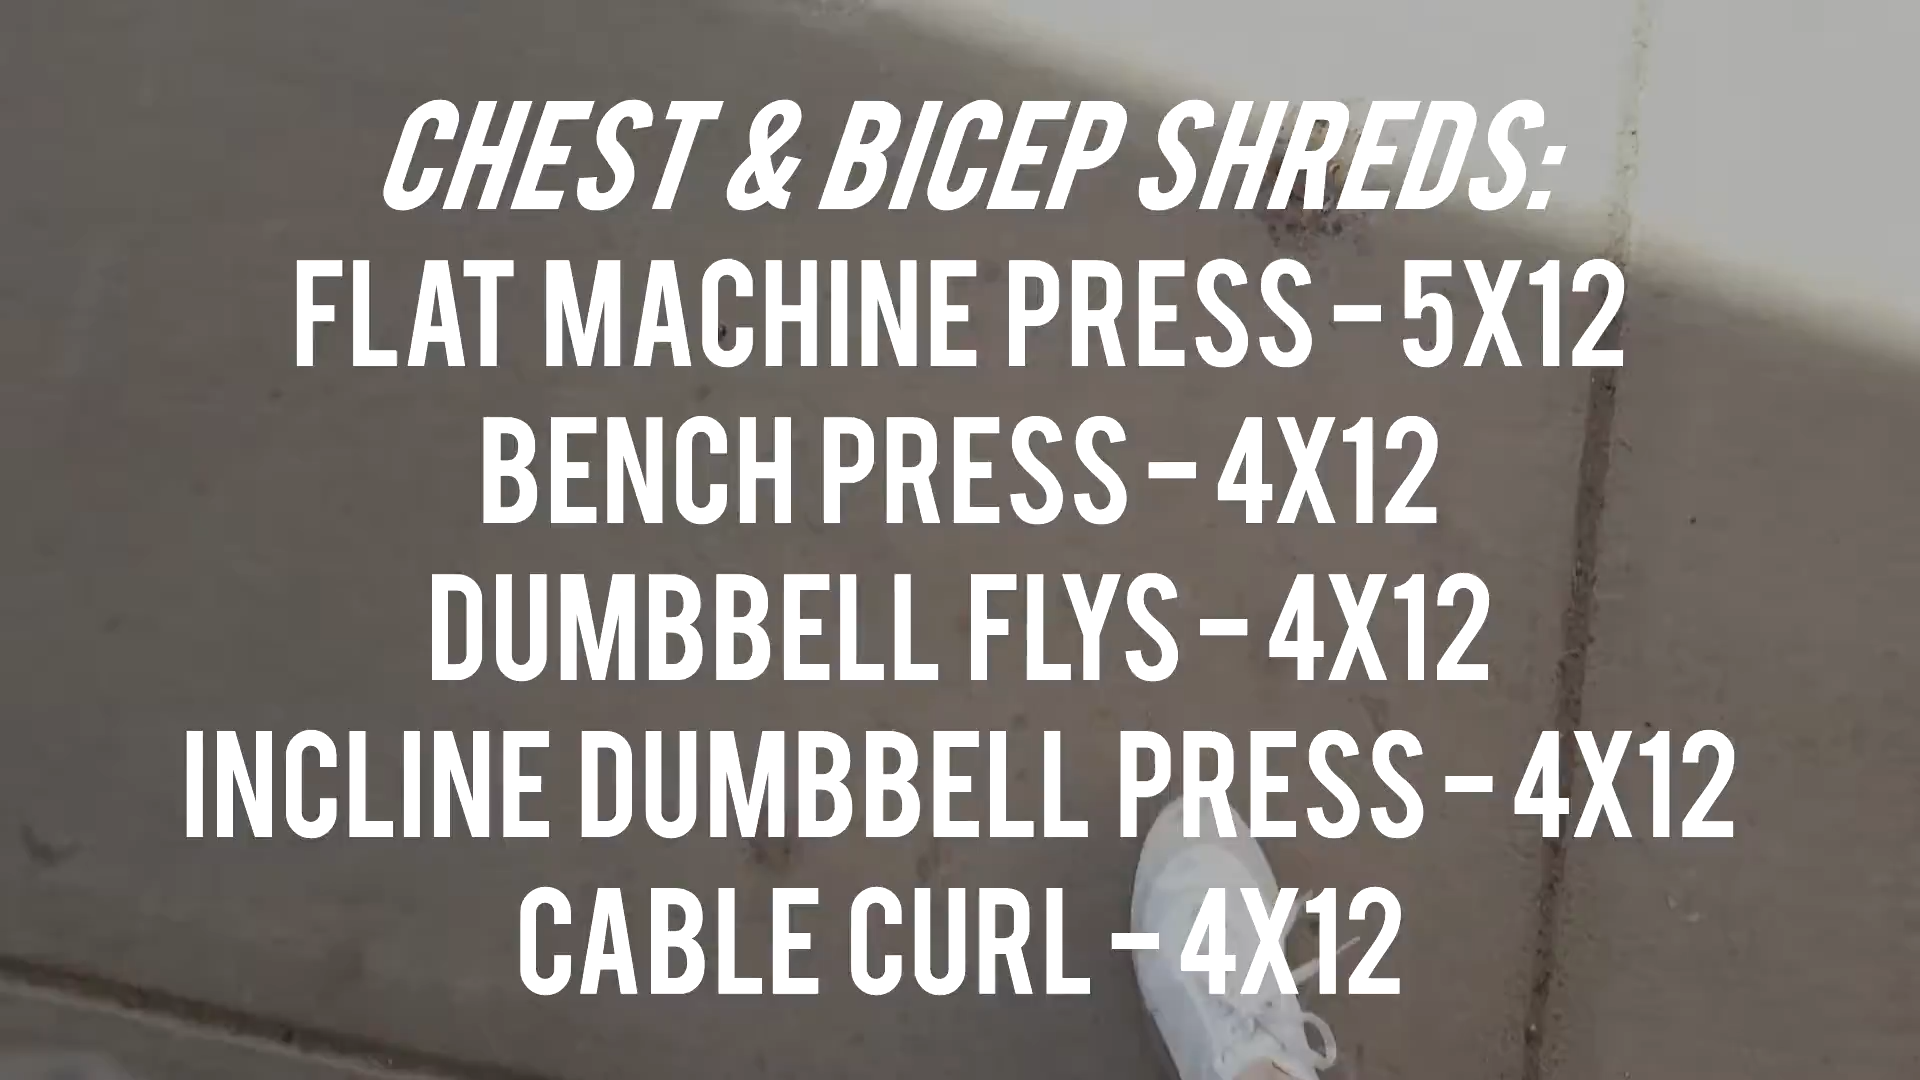 CHEST & BICEP SHREDS:
FLAT MACHINE PRESS - 5X12
BENCH PRESS - 4X12
DUMBBELL FLYS - 4X12
INCLINE DUMBBELL PRESS - 4X12
CABLE CURL - 4X12